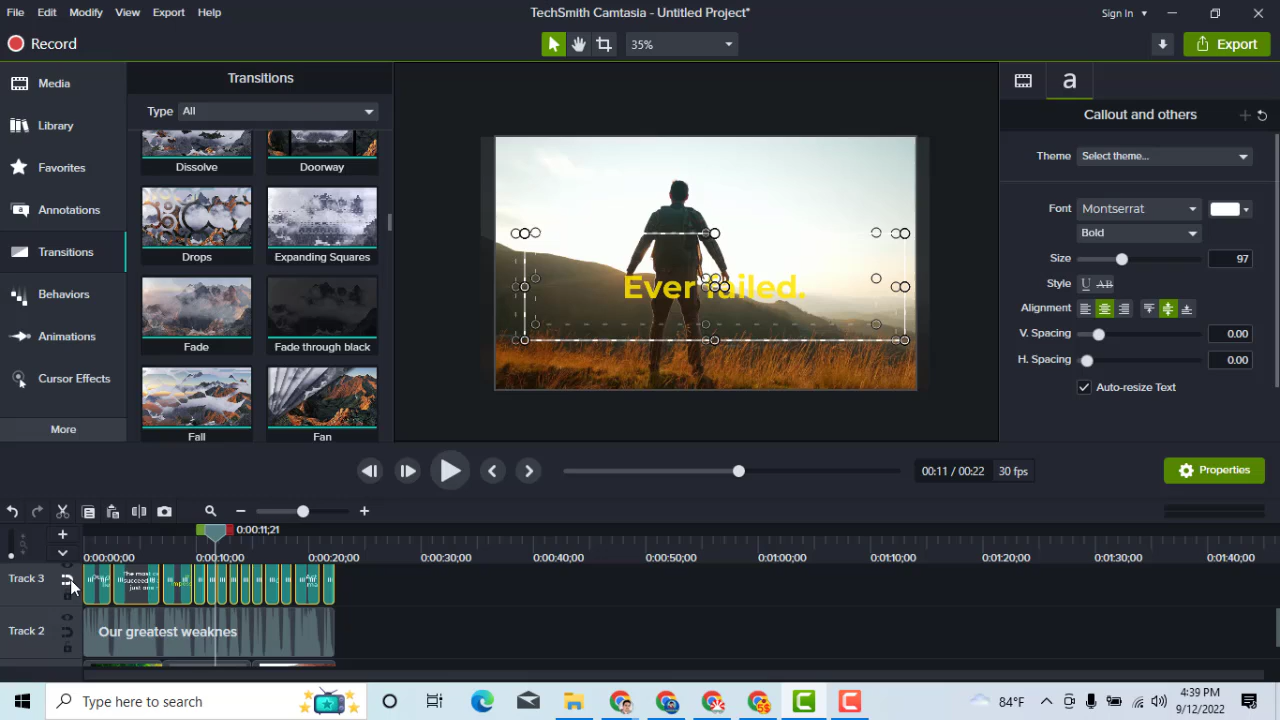 File Edit Modify View Export Help
TechSmith Camtasia - Untitled Project*
Sign In
Record
35%
Export
Media
Library
Favorites
Annotations
Transitions
Behaviors
Animations
Cursor Effects
More
Transitions
Type All
Dissolve Doorway
Drops Expanding Squares
Fade Fade through black
Fall Fan
Ever failed.
a
Callout and others
Theme Select theme...
Font Montserrat
Bold
Size 97
Style U AB
Alignment
V. Spacing 0.00
H. Spacing 0.00
Auto-resize Text
00:11 / 00:22 30 fps
Properties
0:00:11;21
0:00:00;00 0:00:10;00 0:00:20;00 0:00:30;00 0:00:40;00 0:00:50;00 0:01:00;00 0:01:10;00 0:01:20;00 0:01:30;00 0:01:40;00
Track 3
The most
succeed
just one
Track 2
Our greatest weaknes
Type here to search
84°F
4:39 PM
9/12/2022